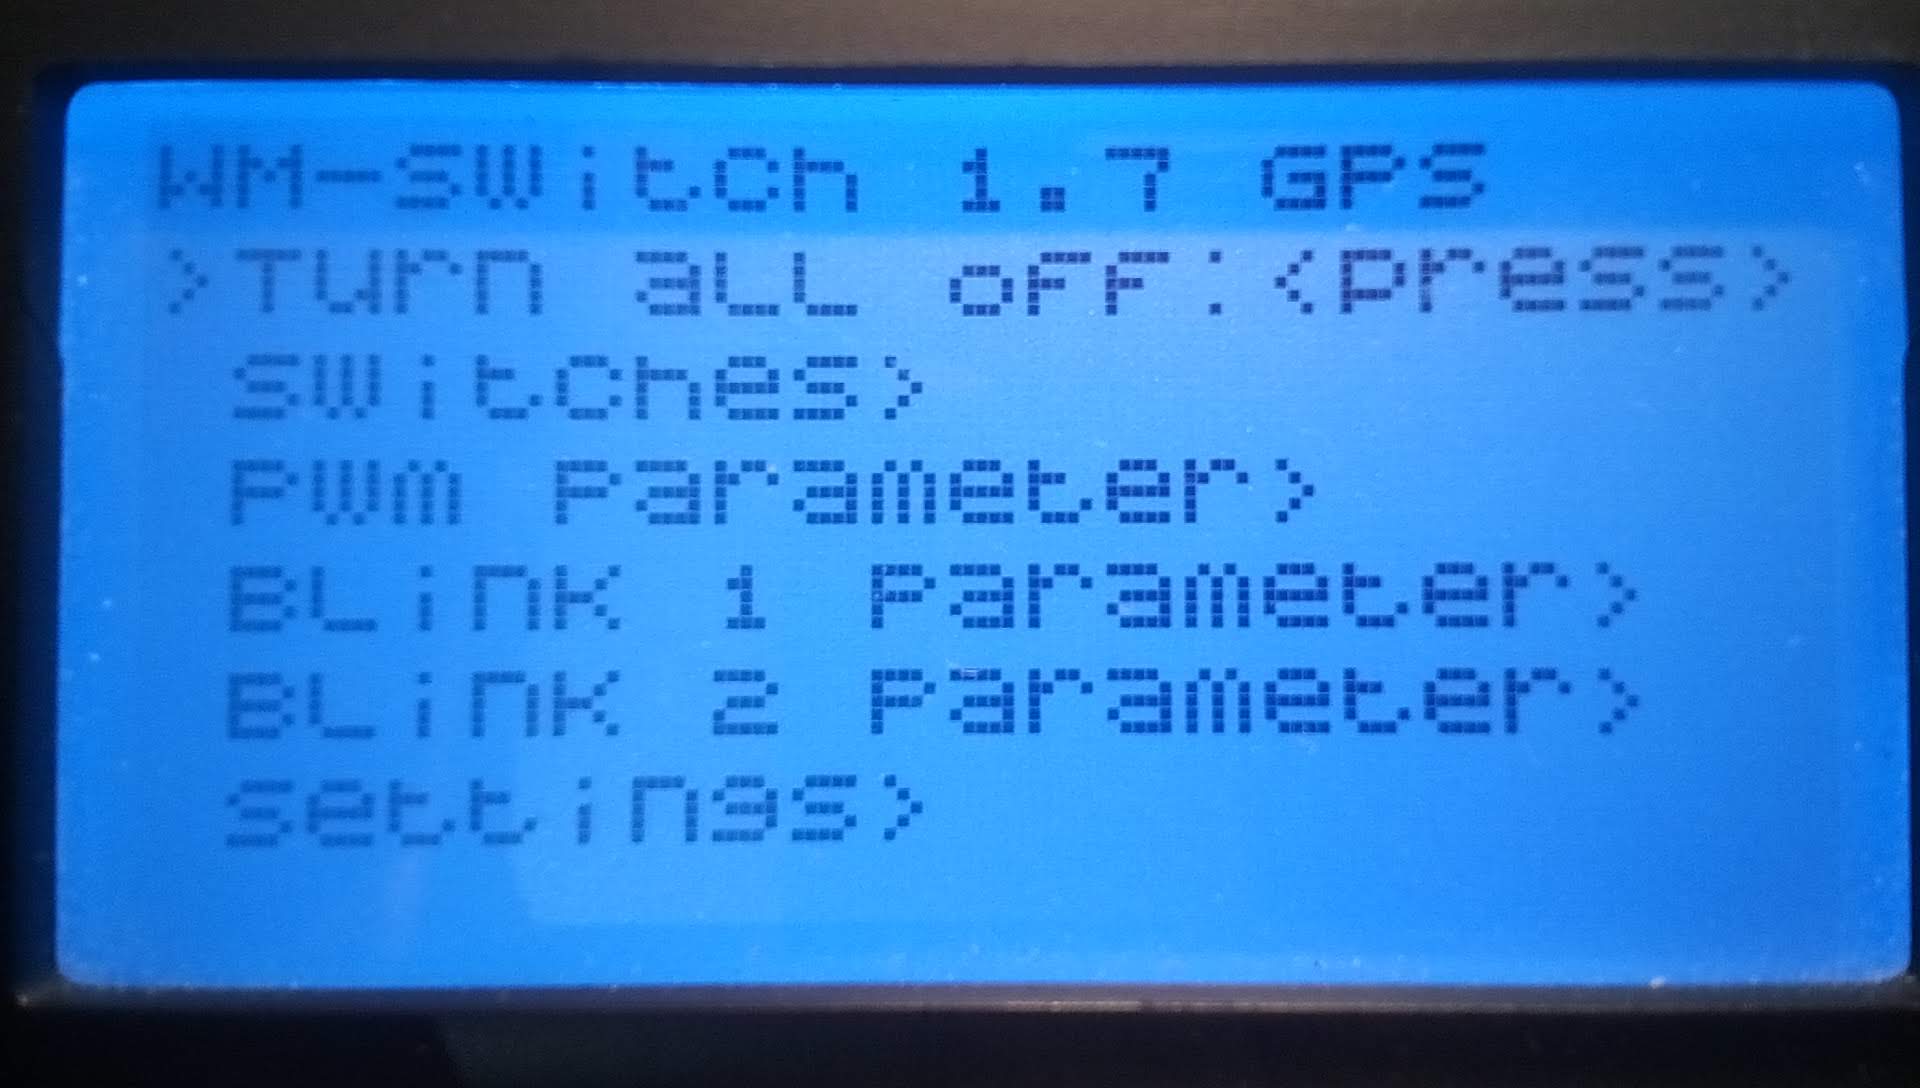 WM-Switch 1.7 GPS
>Turn all off:<press>
Switches>
PWM Parameter>
Blink 1 Parameter>
Blink 2 Parameter>
Settings>